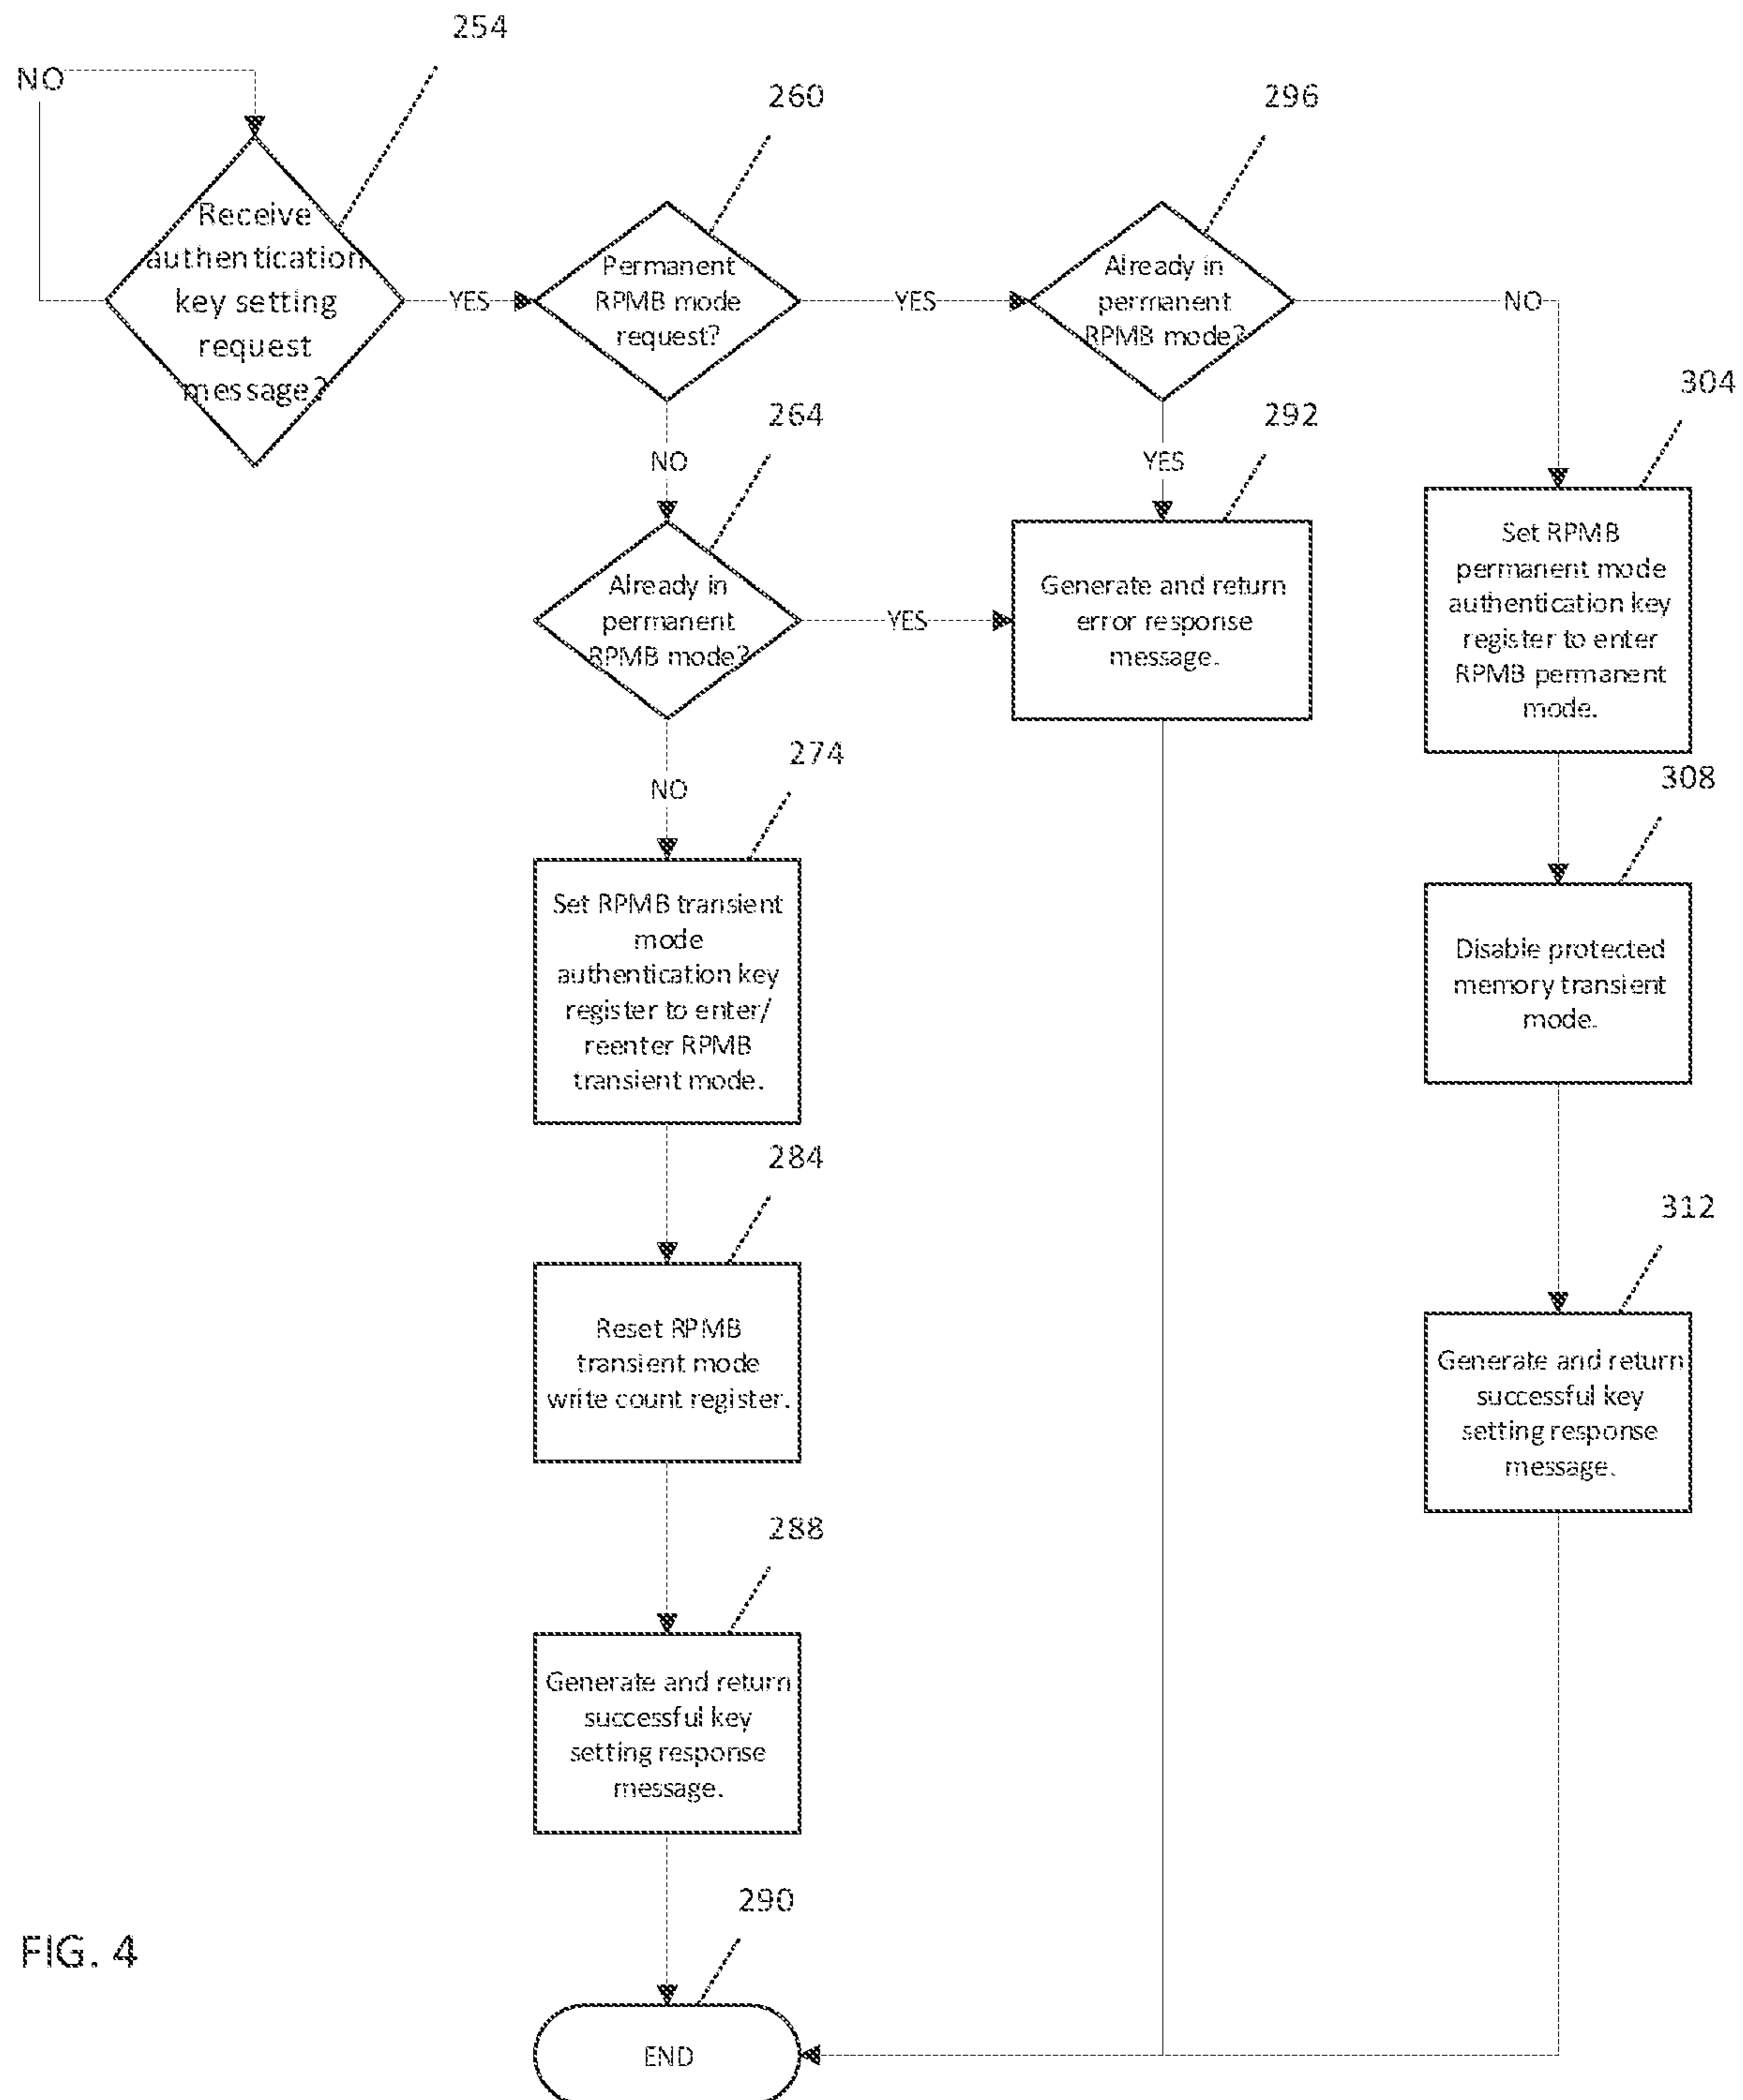 254
NO
260
296
Receive
authentication
key setting
request
message?
YES
Permanent
RPMB mode
request?
YES
Already in
permanent
RPMB mode?
NO
304
264
292
NO
YES
Set RPMB
permanent mode
authentication key
register to enter
RPMB permanent
mode.
Already in
permanent
RPMB mode?
YES
Generate and return
error response
message.
274
308
NO
Set RPMB transient
mode
authentication key
register to enter/
reenter RPMB
transient mode.
Disable protected
memory transient
mode.
284
312
Reset RPMB
transient mode
write count register.
Generate and return
successful key
setting response
message.
288
Generate and return
successful key
setting response
message.
290
FIG. 4
END